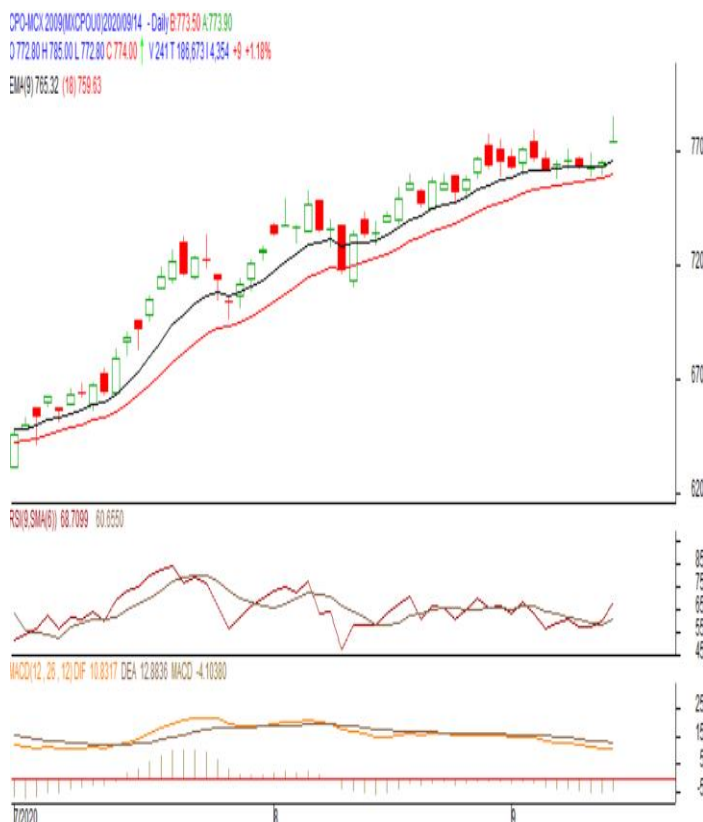 CPO-MCX 2009(MXCPOU0)2020/09/14 - Daily B:773.50 A:773.90
O 772.80 H 785.00 L 772.80 C 774.00 ↑ V 241 T 186,673 I 4,354 +9 +1.18%
EMA(9) 765.32 (18) 759.63
770
720
670
620
RSI(9,SMA(6)) 68.7099 60.6550
85
75
65
55
45
MACD(12, 26, 12) DIF 10.8317 DEA 12.8836 MACD -4.10380
25
15
5
-5
7/2020 8 9